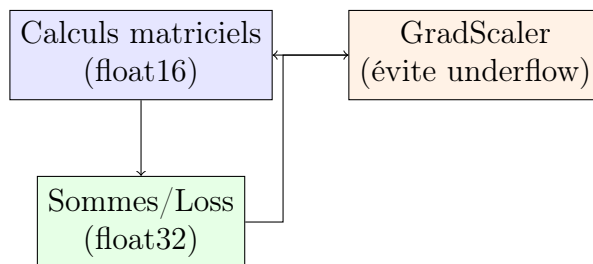 Calculs matriciels
(float16)
GradScaler
(évite underflow)
Sommes/Loss
(float32)